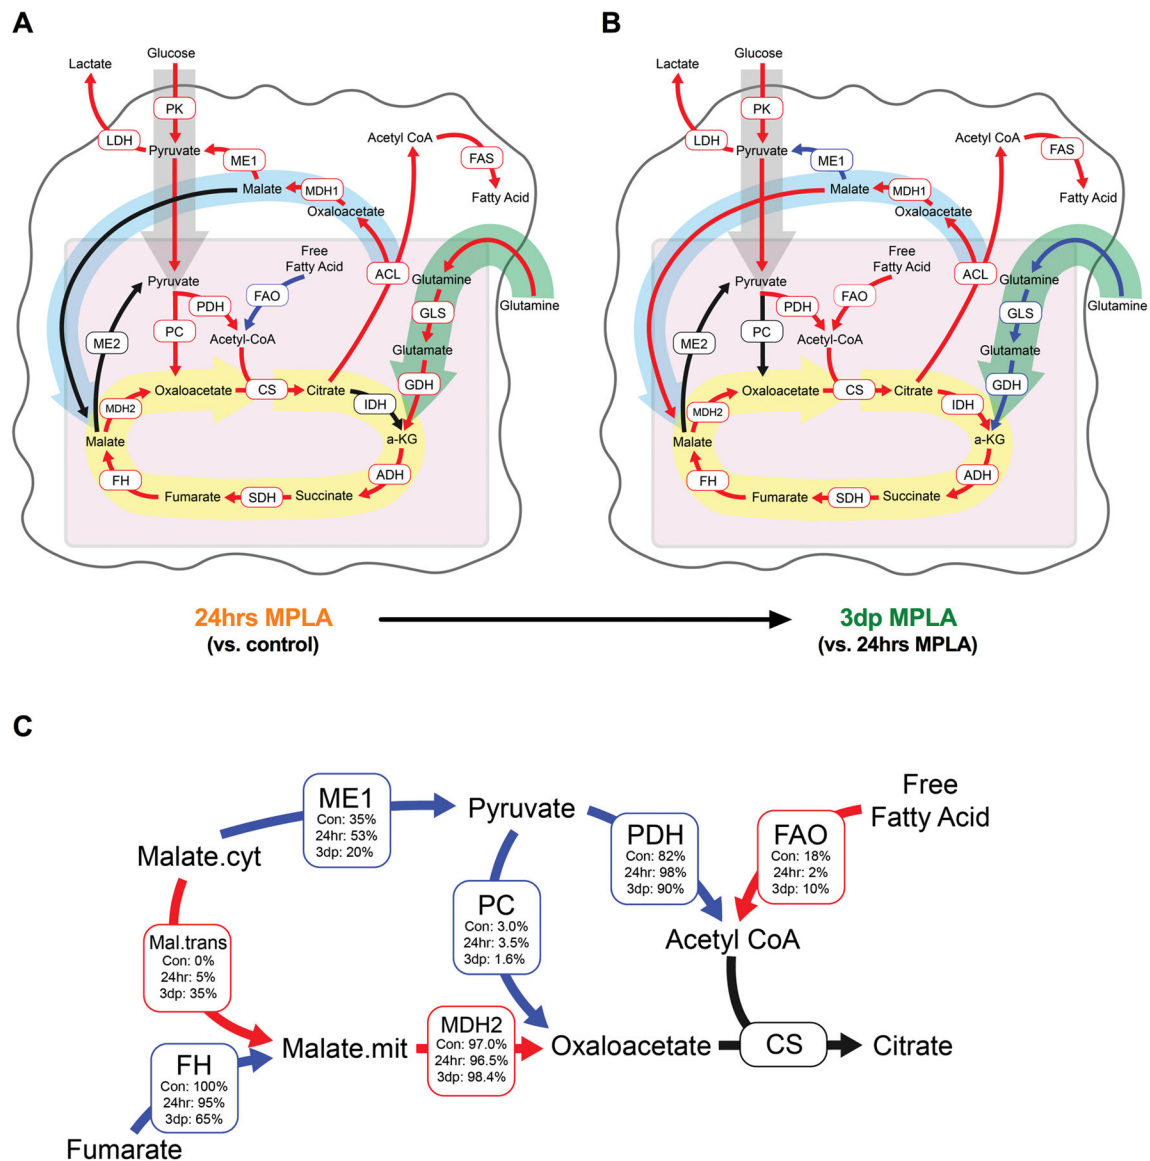 A
Glucose
Lactate
PK
LDH
Pyruvate
ME1
Malate
MDH1
Oxaloacetate
Acetyl CoA
FAS
Fatty Acid
Free
Fatty Acid
Pyruvate
FAO
ACL
Glutamine
Glutamine
PDH
GLS
PC
ME2
Acetyl-CoA
Glutamate
Oxaloacetate
CS
Citrate
GDH
MDH2
IDH
Malate
a-KG
FH
ADH
Fumarate
SDH
Succinate
B
Glucose
Lactate
PK
LDH
Pyruvate
ME1
Malate
MDH1
Oxaloacetate
Acetyl CoA
FAS
Fatty Acid
Free
Fatty Acid
Pyruvate
FAO
ACL
Glutamine
Glutamine
PDH
GLS
PC
ME2
Acetyl-CoA
Glutamate
Oxaloacetate
CS
Citrate
GDH
MDH2
IDH
Malate
a-KG
FH
ADH
Fumarate
SDH
Succinate
24hrs MPLA
(vs. control)
3dp MPLA
(vs. 24hrs MPLA)
C
ME1
Con: 35%
24hr: 53%
3dp: 20%
Pyruvate
Free
Fatty Acid
PDH
Con: 82%
24hr: 98%
3dp: 90%
FAO
Con: 18%
24hr: 2%
3dp: 10%
Malate.cyt
PC
Con: 3.0%
24hr: 3.5%
3dp: 1.6%
Mal.trans
Con: 0%
24hr: 5%
3dp: 35%
Acetyl CoA
Malate.mit
MDH2
Con: 97.0%
24hr: 96.5%
3dp: 98.4%
Oxaloacetate
CS
Citrate
FH
Con: 100%
24hr: 95%
3dp: 65%
Fumarate